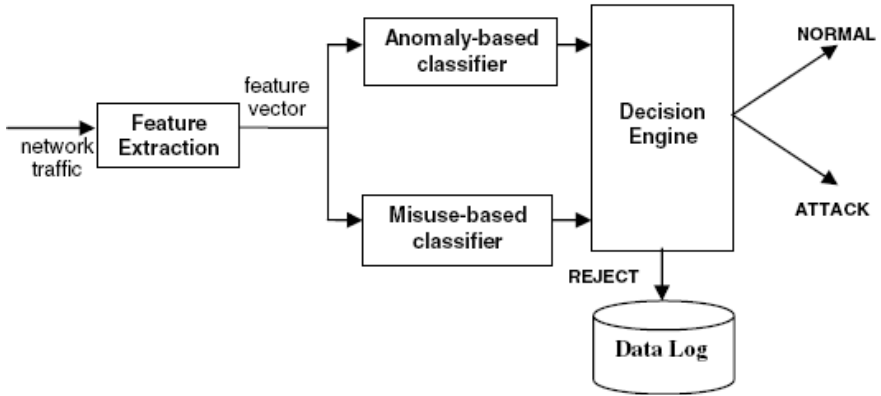 network
traffic
Feature
Extraction
feature
vector
Anomaly-based
classifier
Misuse-based
classifier
Decision
Engine
NORMAL
ATTACK
REJECT
Data Log